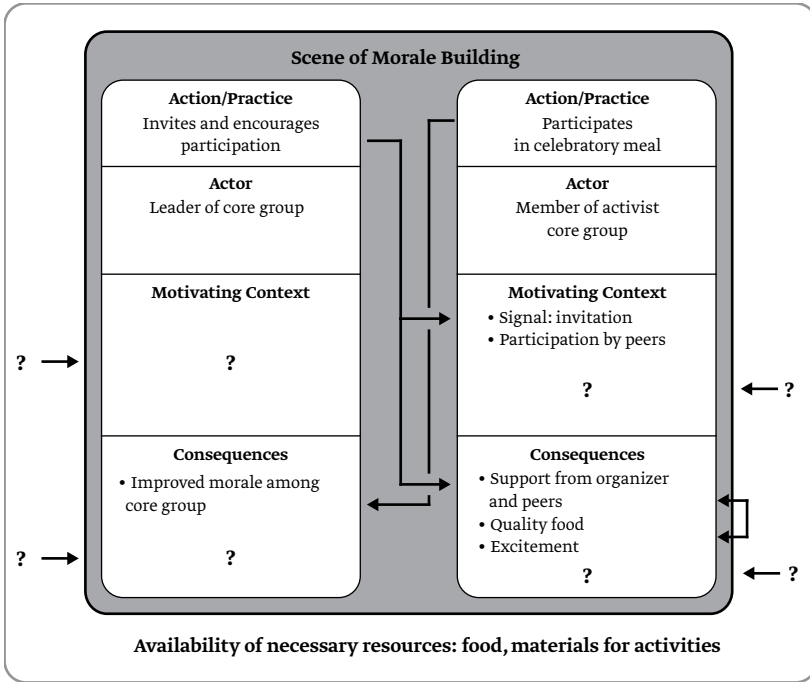 Scene of Morale Building
Action/Practice
Invites and encourages
participation
Actor
Leader of core group
Motivating Context
?
?
Consequences
• Improved morale among
core group
?
?
Action/Practice
Participates
in celebratory meal
Actor
Member of activist
core group
Motivating Context
• Signal: invitation
• Participation by peers
?
?
Consequences
• Support from organizer
and peers
• Quality food
• Excitement
?
?
Availability of necessary resources: food, materials for activities